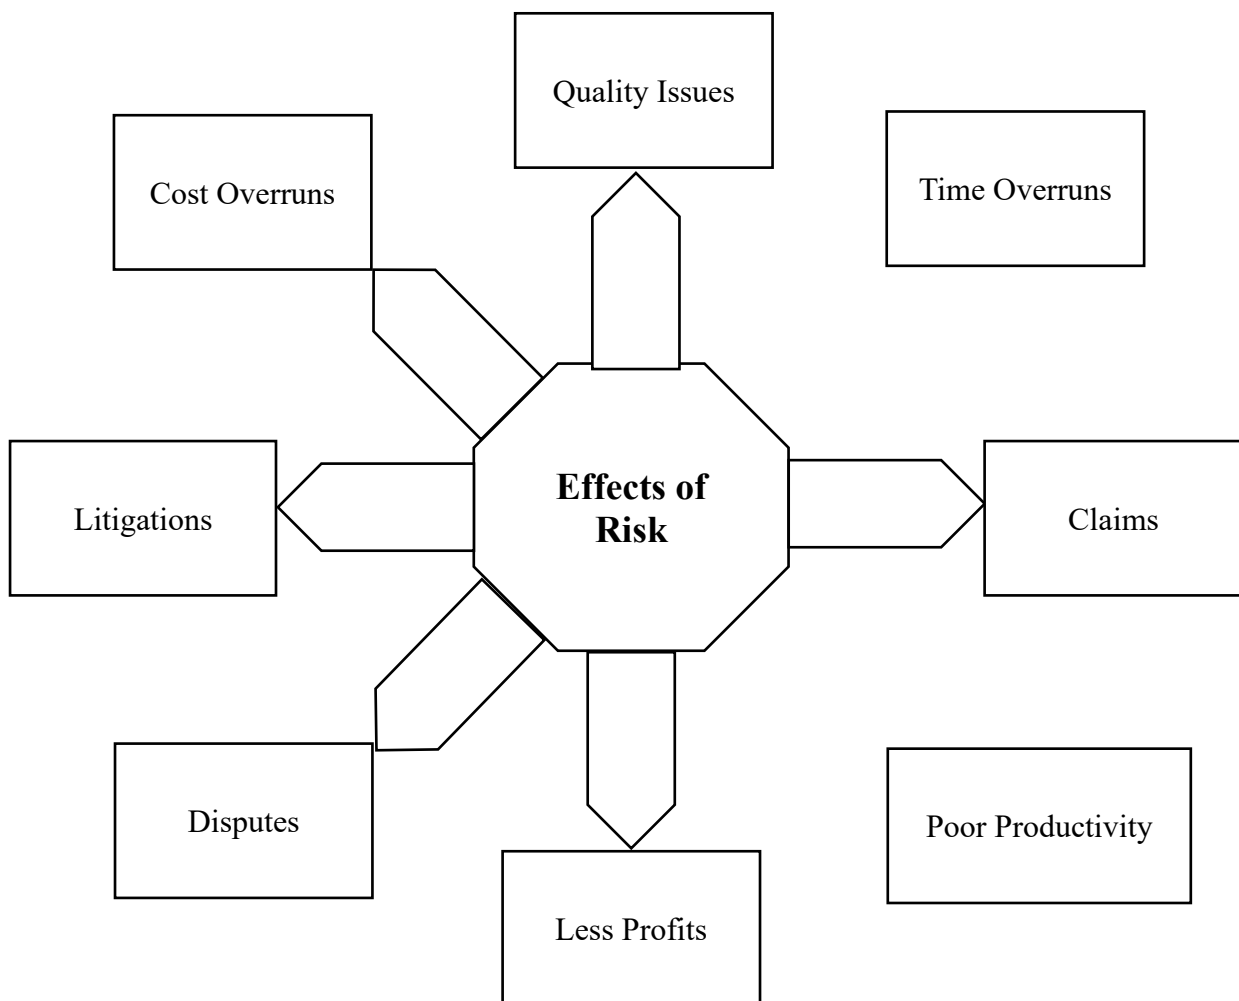 Quality Issues
Cost Overruns
Time Overruns
Effects of
Risk
Litigations
Claims
Disputes
Poor Productivity
Less Profits